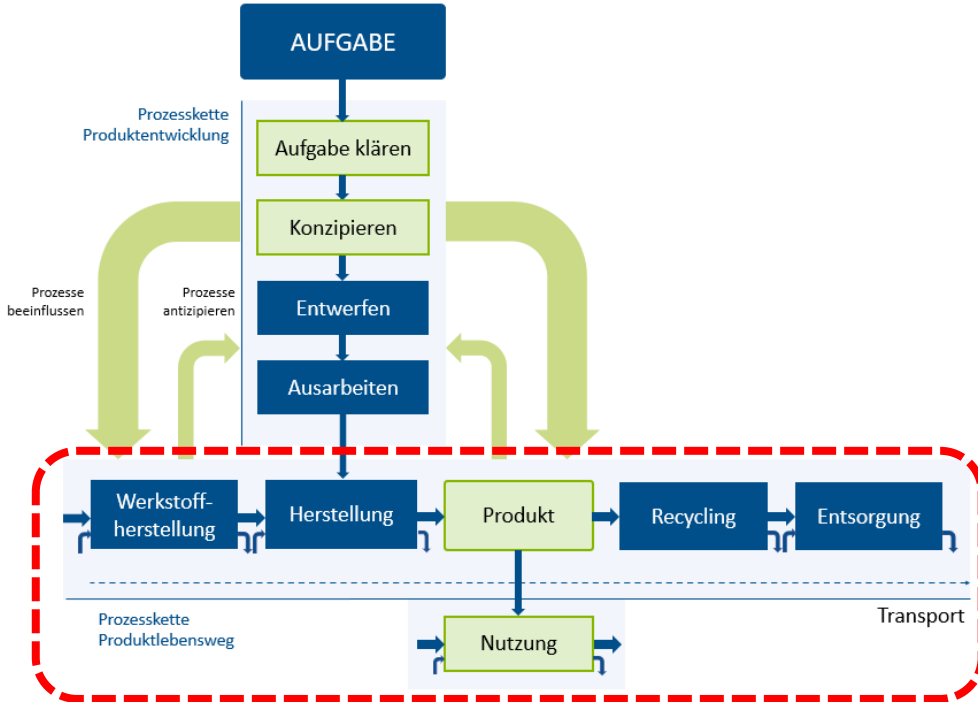 AUFGABE
Prozesskette
Produktentwicklung
Aufgabe klären
Konzipieren
Prozesse
beeinflussen
Prozesse
antizipieren
Entwerfen
Ausarbeiten
Werkstoff-
herstellung
Herstellung
Produkt
Recycling
Entsorgung
Transport
Prozesskette
Produktlebensweg
Nutzung